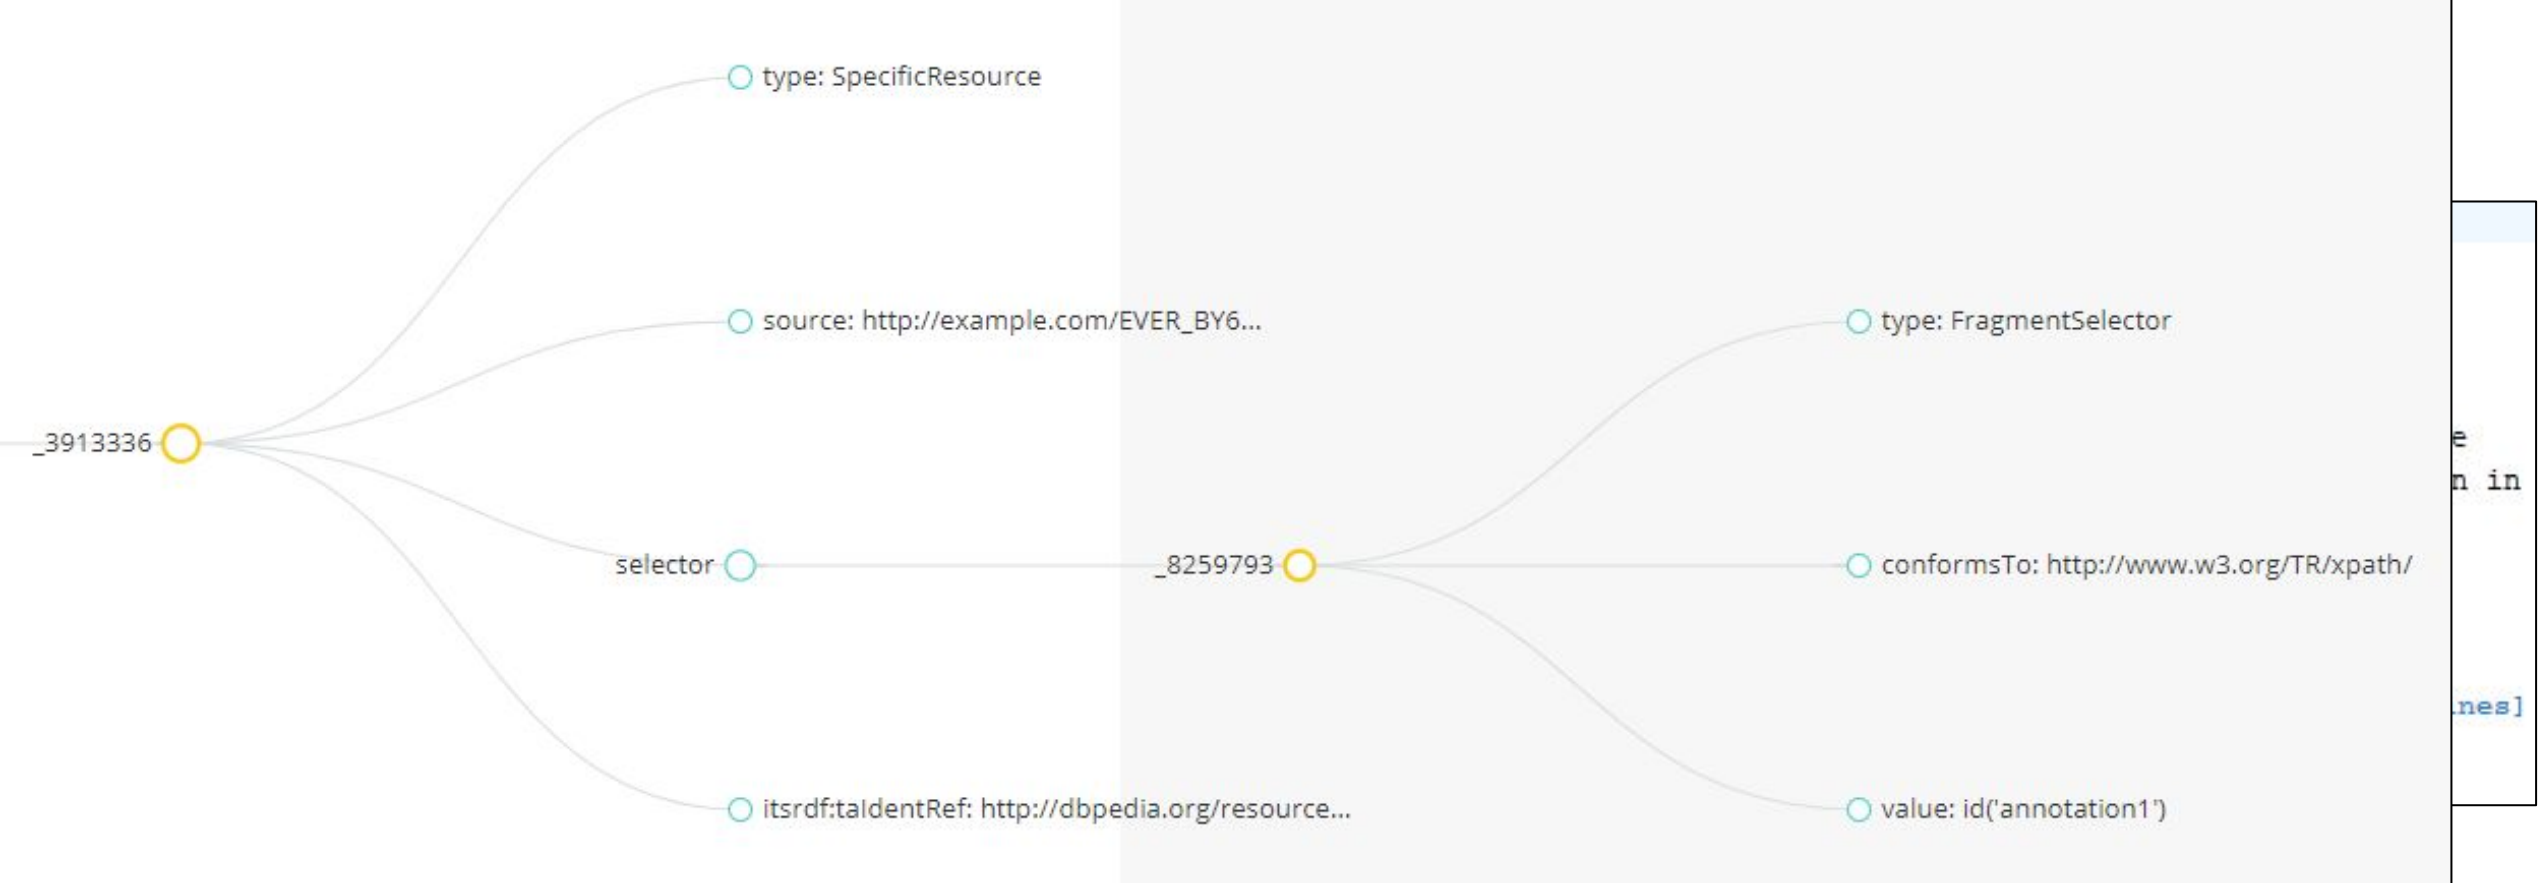 type: SpecificResource
source: http://example.com/EVER_BY6...
type: FragmentSelector
_3913336
e
n in
selector
_8259793
conformsTo: http://www.w3.org/TR/xpath/
nes]
itsrdf:taIdentRef: http://dbpedia.org/resource...
value: id('annotation1')